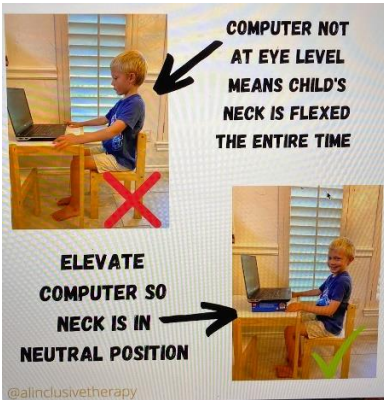 COMPUTER NOT
AT EYE LEVEL
MEANS CHILD'S
NECK IS FLEXED
THE ENTIRE TIME
ELEVATE
COMPUTER SO
NECK IS IN
NEUTRAL POSITION
@alinclusivetherapy